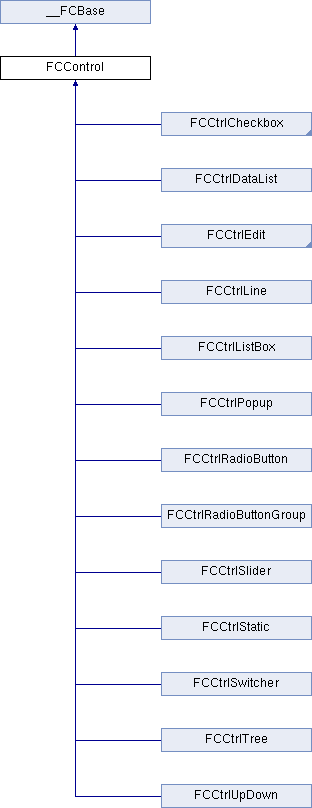 __FCBase
FCControl
FCCtrlCheckbox
FCCtrlDataList
FCCtrlEdit
FCCtrlLine
FCCtrlListBox
FCCtrlPopup
FCCtrlRadioButton
FCCtrlRadioButtonGroup
FCCtrlSlider
FCCtrlStatic
FCCtrlSwitcher
FCCtrlTree
FCCtrlUpDown